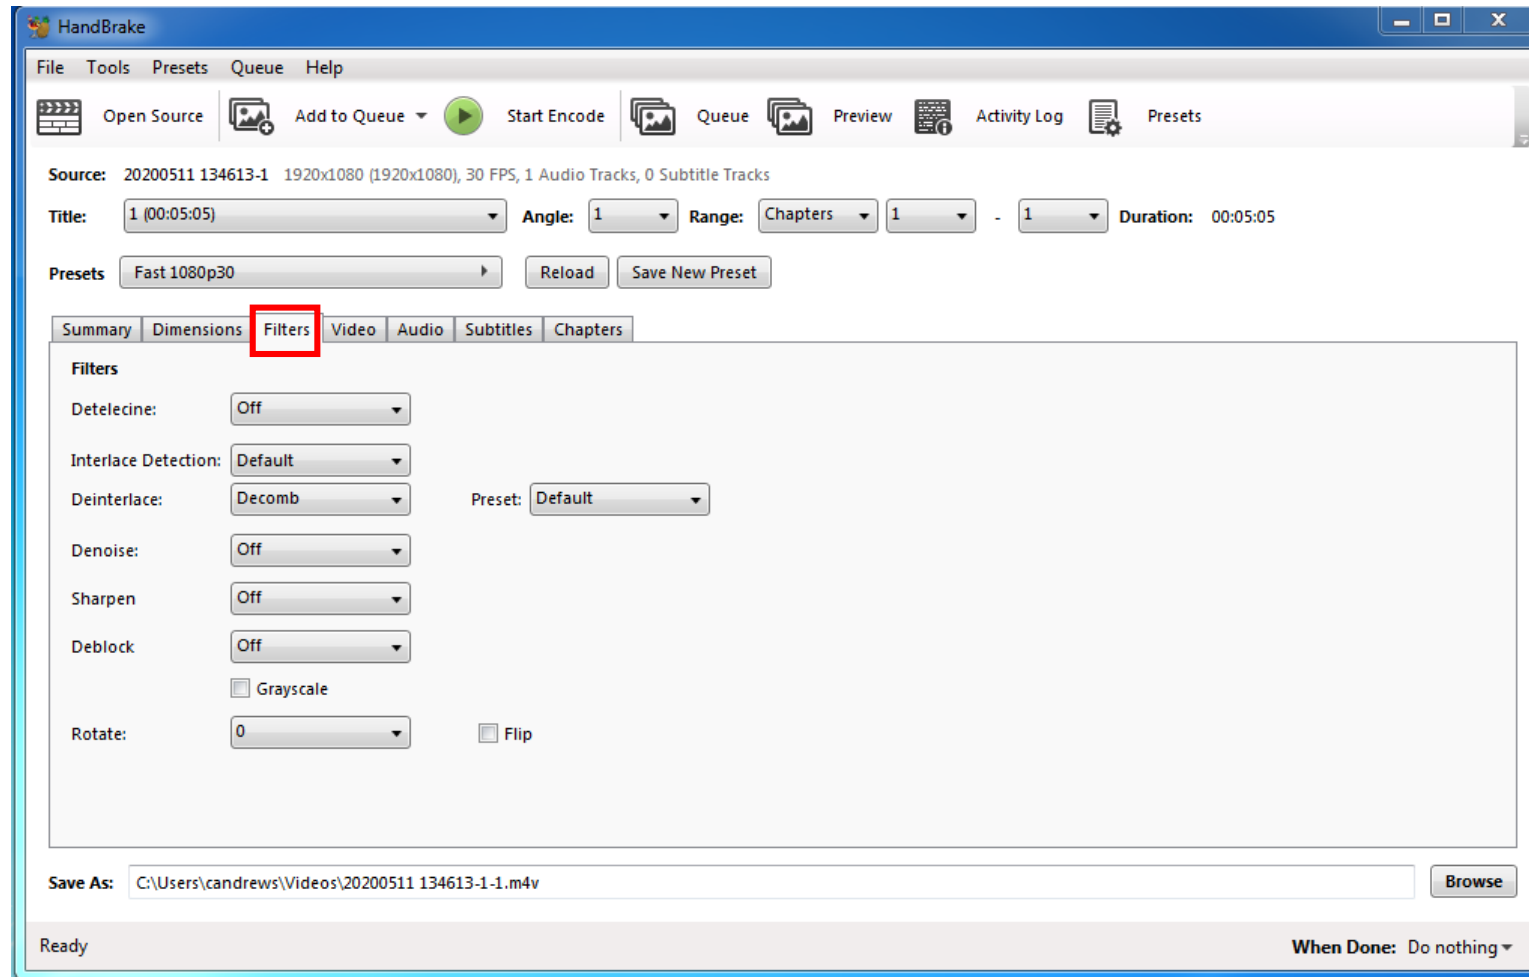 HandBrake
File Tools Presets Queue Help
Open Source Add to Queue Start Encode Queue Preview Activity Log Presets
Source: 20200511 134613-1 1920x1080 (1920x1080), 30 FPS, 1 Audio Tracks, 0 Subtitle Tracks
Title: 1 (00:05:05) Angle: 1 Range: Chapters 1 - 1 Duration: 00:05:05
Presets Fast 1080p30 Reload Save New Preset
Summary Dimensions Filters Video Audio Subtitles Chapters
Filters
Detelecine: Off
Interlace Detection: Default
Deinterlace: Decomb Preset: Default
Denoise: Off
Sharpen Off
Deblock Off
Grayscale
Rotate: 0 Flip
Save As: C:\Users\candrews\Videos\20200511 134613-1-1.m4v Browse
Ready When Done: Do nothing